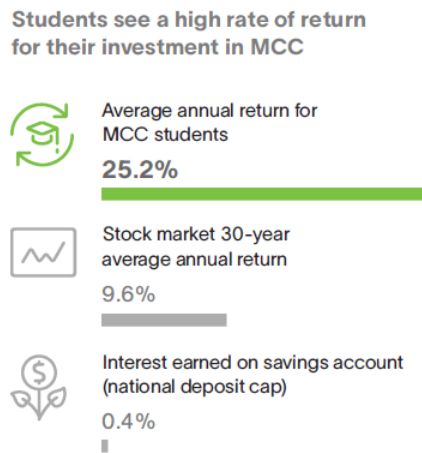 Students see a high rate of return
for their investment in MCC
Average annual return for
MCC students
25.2%
Stock market 30-year
average annual return
9.6%
Interest earned on savings account
(national deposit cap)
0.4%
$